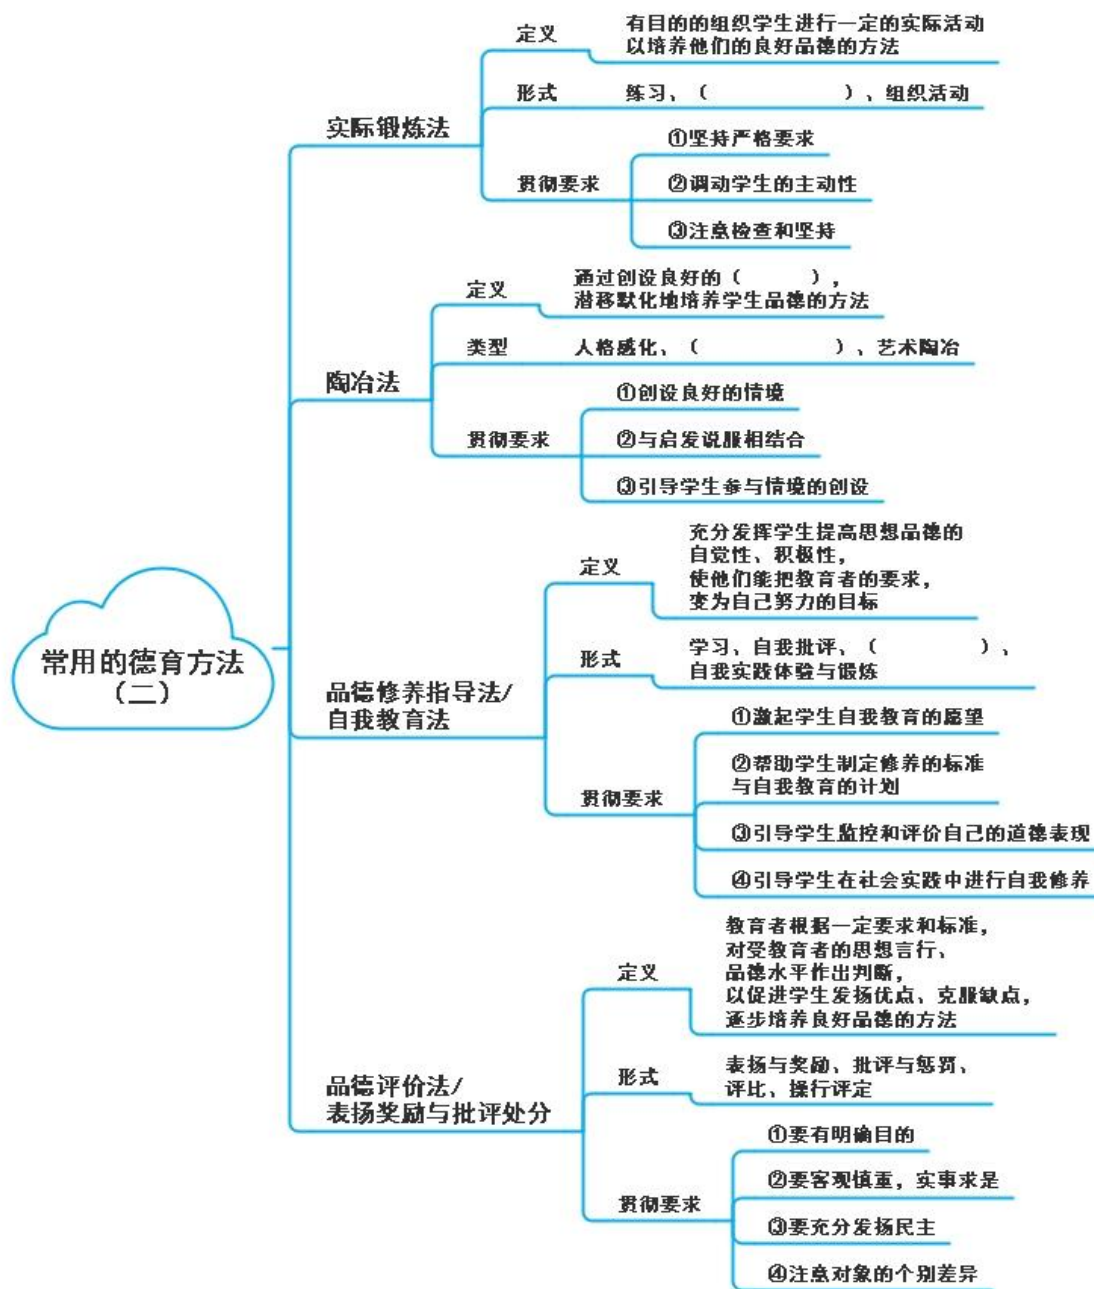 常用的德育方法
（二）
实际锻炼法
定义
有目的的组织学生进行一定的实际活动
以培养他们的良好品德的方法
形式
练习、（　　　　　　）、组织活动
贯彻要求
①坚持严格要求
②调动学生的主动性
③注意检查和坚持
陶冶法
定义
通过创设良好的（　　　），
潜移默化地培养学生品德的方法
类型
人格感化、（　　　　　　）、艺术陶冶
贯彻要求
①创设良好的情境
②与启发说服相结合
③引导学生参与情境的创设
品德修养指导法/
自我教育法
定义
充分发挥学生提高思想品德的
自觉性、积极性，
使他们能把教育者的要求，
变为自己努力的目标
形式
学习、自我批评、（　　　　　）、
自我实践体验与锻炼
贯彻要求
①激起学生自我教育的愿望
②帮助学生制定修养的标准
与自我教育的计划
③引导学生监控和评价自己的道德表现
④引导学生在社会实践中进行自我修养
品德评价法/
表扬奖励与批评处分
定义
教育者根据一定要求和标准，
对受教育者的思想言行、
品德水平作出判断，
以促进学生发扬优点、克服缺点，
逐步培养良好品德的方法
形式
表扬与奖励、批评与惩罚、
评比、操行评定
贯彻要求
①要有明确目的
②要客观慎重，实事求是
③要充分发扬民主
④注意对象的个别差异